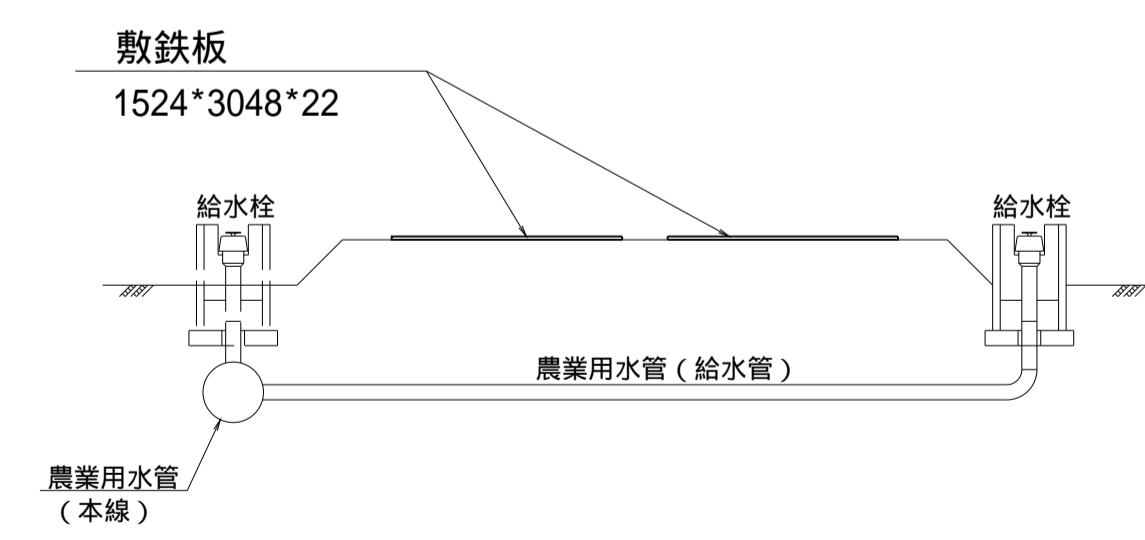 敷鉄板
1524*3048*22
給水栓
給水栓
農業用水管（給水管）
農業用水管
（本線）